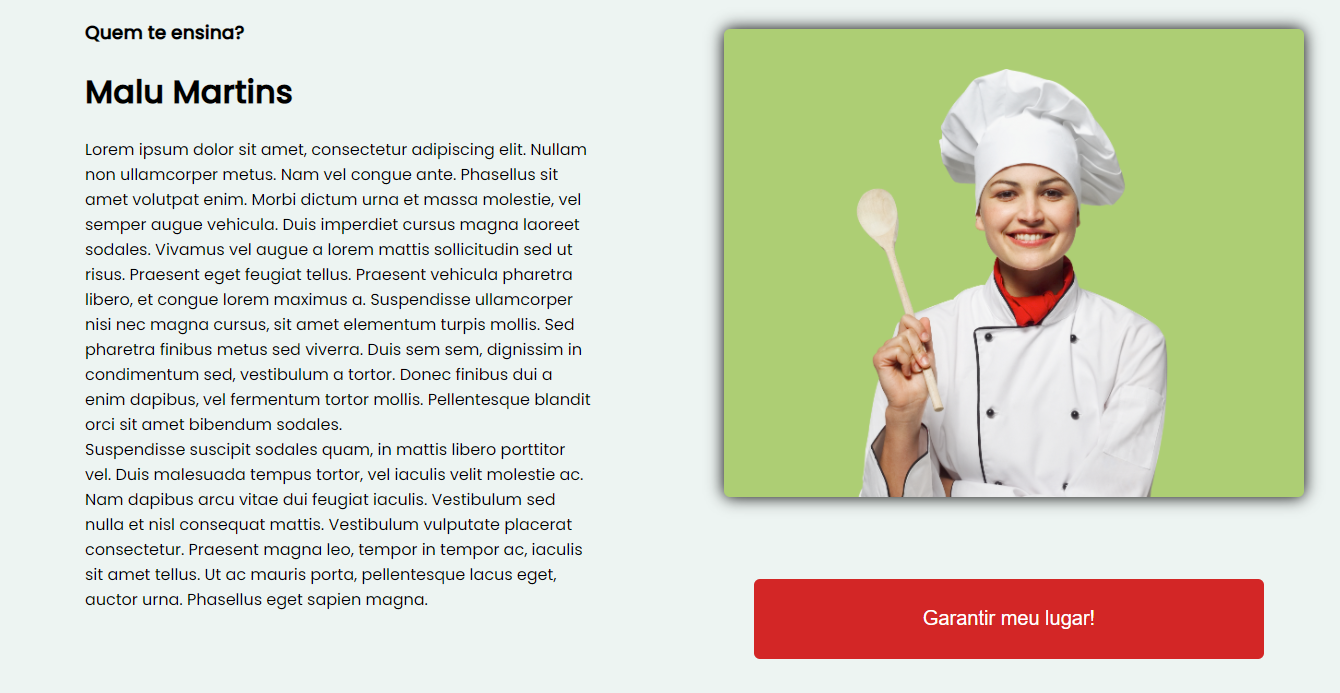 Quem te ensina?
Malu Martins
Lorem ipsum dolor sit amet, consectetur adipiscing elit. Nullam
non ullamcorper metus. Nam vel congue ante. Phasellus sit
amet volutpat enim. Morbi dictum urna et massa molestie, vel
semper augue vehicula. Duis imperdiet cursus magna laoreet
sodales. Vivamus vel augue a lorem mattis sollicitudin sed ut
risus. Praesent eget feugiat tellus. Praesent vehicula pharetra
libero, et congue lorem maximus a. Suspendisse ullamcorper
nisi nec magna cursus, sit amet elementum turpis mollis. Sed
pharetra finibus metus sed viverra. Duis sem sem, dignissim in
condimentum sed, vestibulum a tortor. Donec finibus dui a
enim dapibus, vel fermentum tortor mollis. Pellentesque blandit
orci sit amet bibendum sodales.
Suspendisse suscipit sodales quam, in mattis libero porttitor
vel. Duis malesuada tempus tortor, vel iaculis velit molestie ac.
Nam dapibus arcu vitae dui feugiat iaculis. Vestibulum sed
nulla et nisl consequat mattis. Vestibulum vulputate placerat
consectetur. Praesent magna leo, tempor in tempor ac, iaculis
sit amet tellus. Ut ac mauris porta, pellentesque lacus eget,
auctor urna. Phasellus eget sapien magna.
Garantir meu lugar!